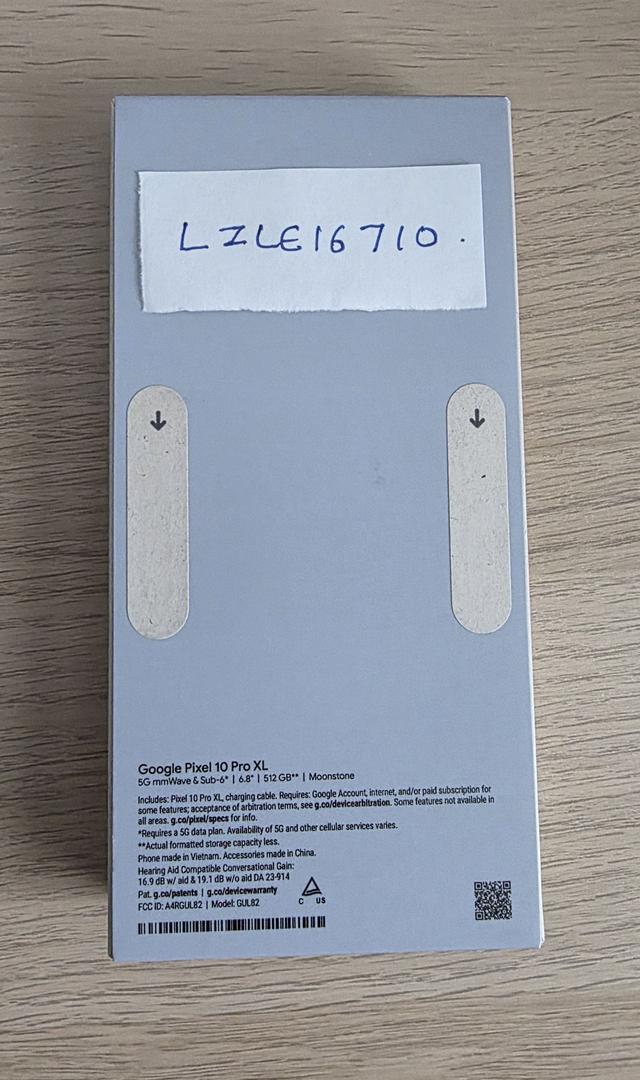 LZLE16710.
Google Pixel 10 Pro XL
5G mmWave & Sub-6* | 6.8" | 512 GB** | Moonstone
Includes: Pixel 10 Pro XL, charging cable. Requires: Google Account, internet, and/or paid subscription for
some features; acceptance of arbitration terms, see g.co/devicearbitration. Some features not available in
all areas. g.co/pixel/specs for info.
*Requires a 5G data plan. Availability of 5G and other cellular services varies.
**Actual formatted storage capacity less.
Phone made in Vietnam. Accessories made in China.
Hearing Aid Compatible Conversational Gain:
16.9 dB w/ aid & 19.1 dB w/o aid DA 23-914
Pat. g.co/patents | g.co/devicewarranty
FCC ID: A4RGUL82 | Model: GUL82
C US